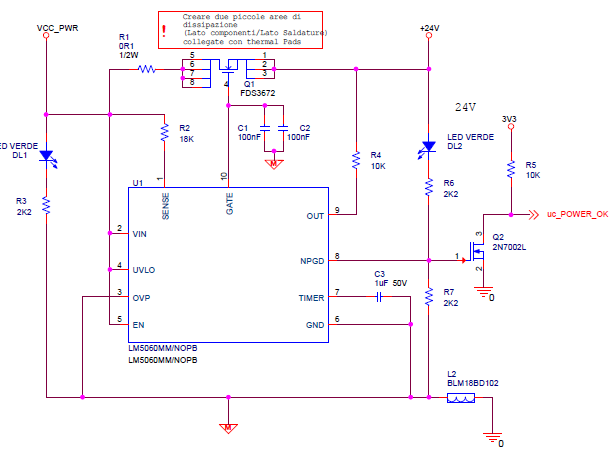 Creare due piccole aree di
dissipazione
(Lato componenti/Lato Saldature)
collegate con thermal Pads
!
VCC_PWR
+24V
R1
0R1
1/2W
5
6
7
8
1
2
3
4
Q1
FDS3672
24V
3V3
C1
100nF
C2
100nF
M
R2
18K
ED VERDE
DL1
LED VERDE
DL2
R4
10K
R5
10K
R3
2K2
R6
2K2
uc_POWER_OK
U1
1
10
SENSE
GATE
OUT
9
2
VIN
NPGD
8
4
UVLO
3
OVP
TIMER
7
5
EN
GND
6
C3
1uF 50V
LM5060MM/NOPB
LM5060MM/NOPB
3
1
2
Q2
2N7002L
0
R7
2K2
L2
BLM18BD102
M
0